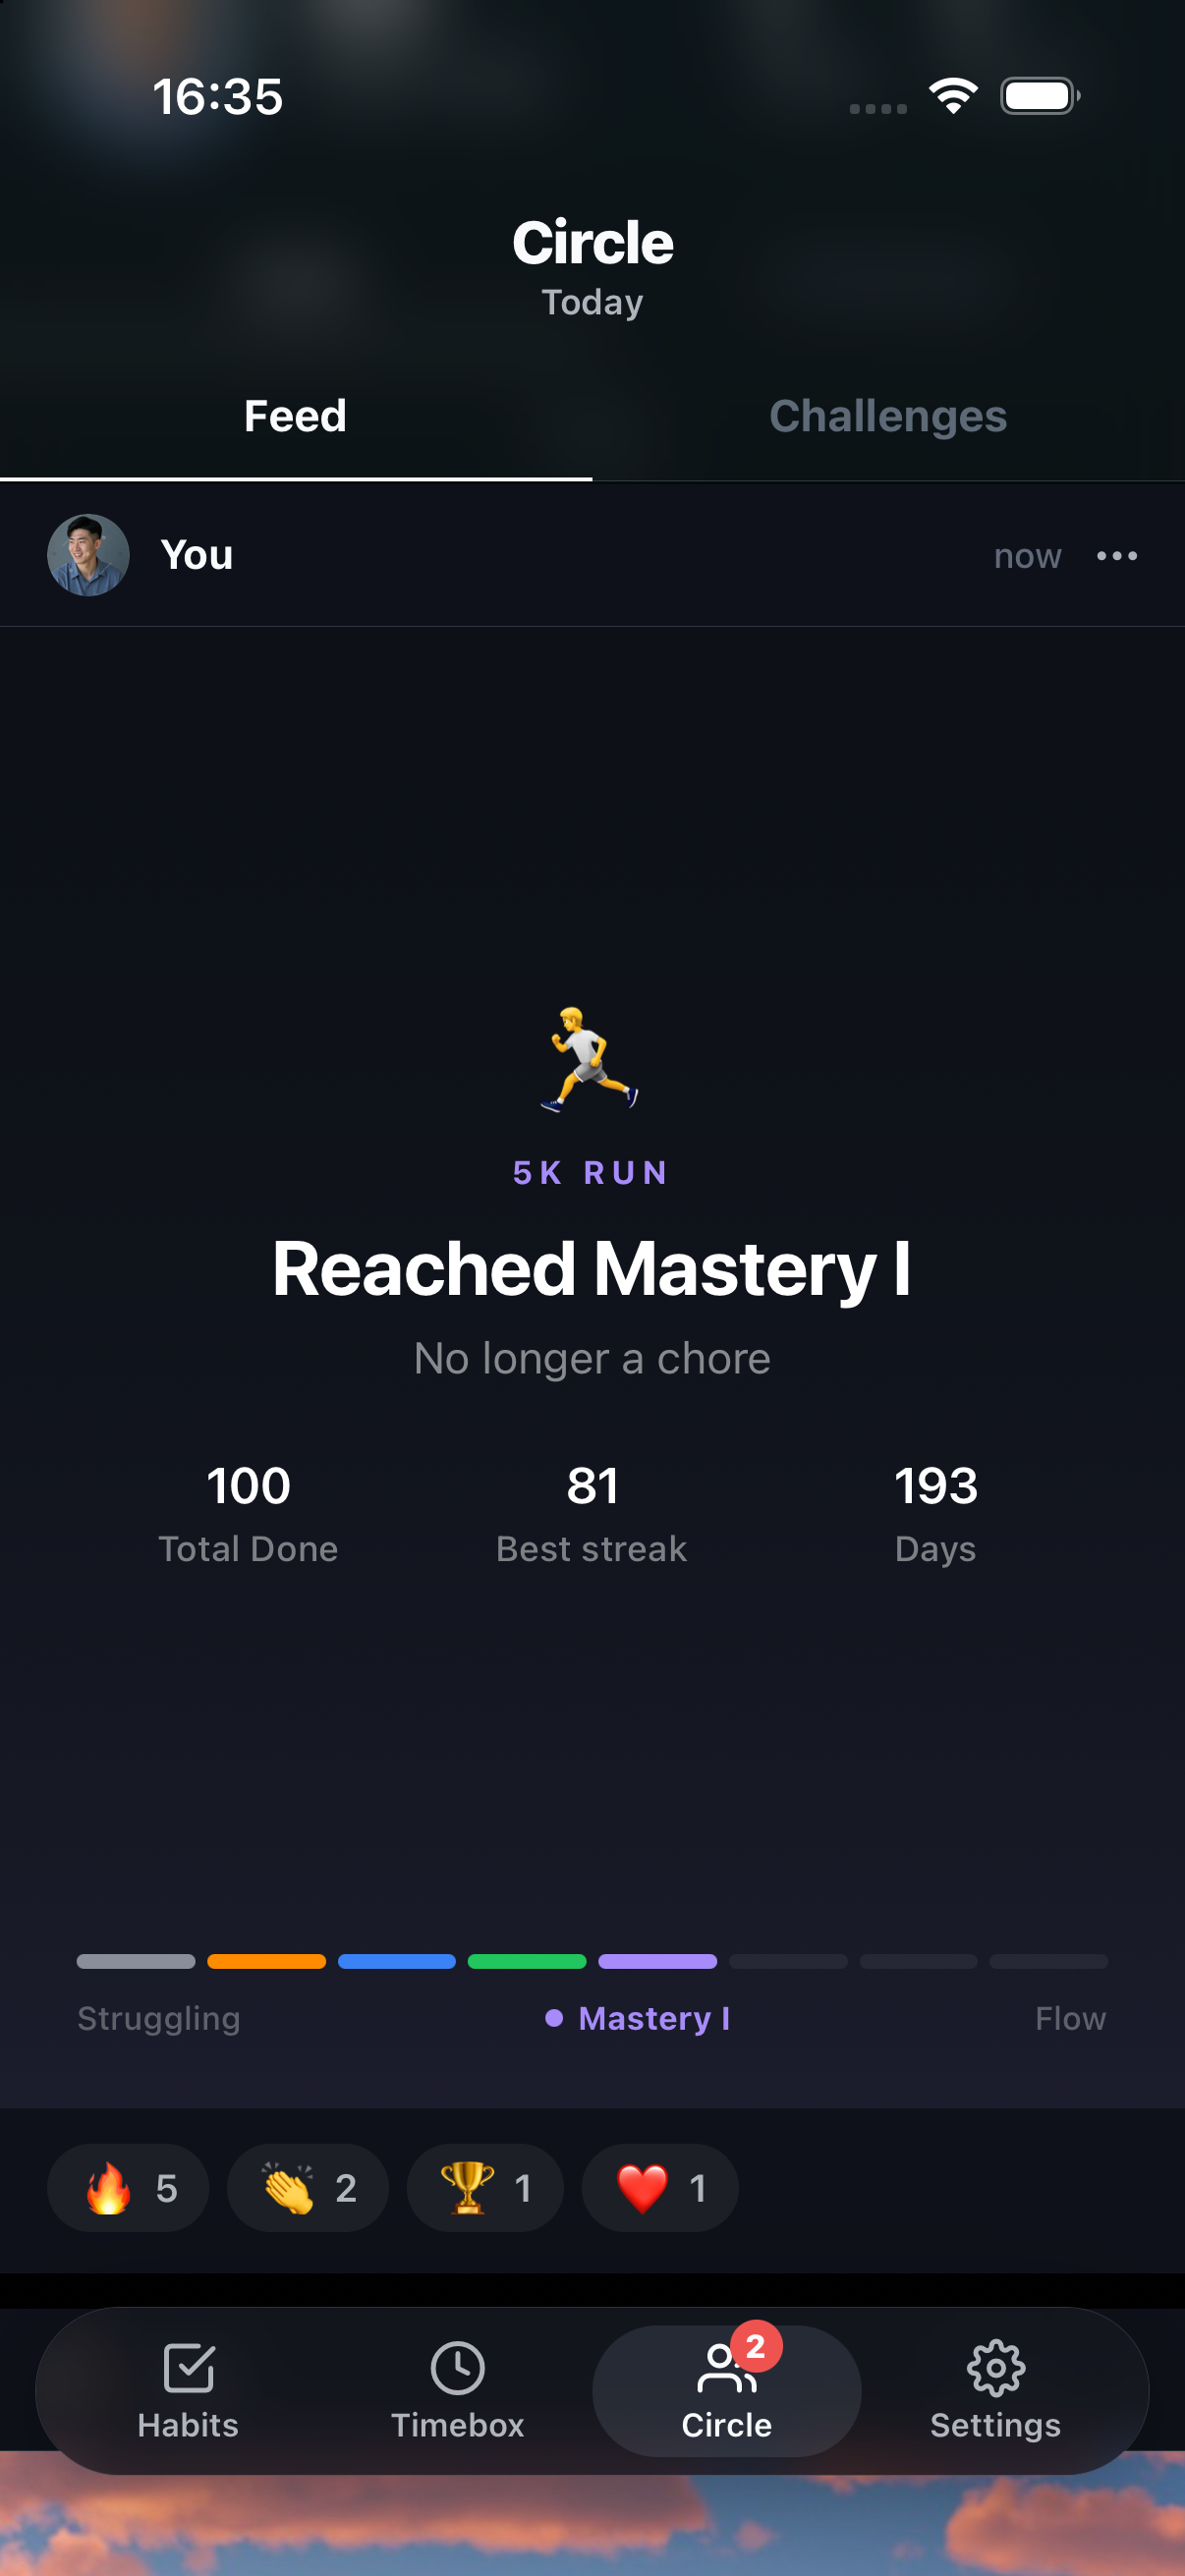 16:35
Circle
Today
Feed
Challenges
You
now
5K RUN
Reached Mastery I
No longer a chore
100
81
193
Total Done
Best streak
Days
Struggling
Mastery I
Flow
5
2
1
1
2
Habits
Timebox
Circle
Settings